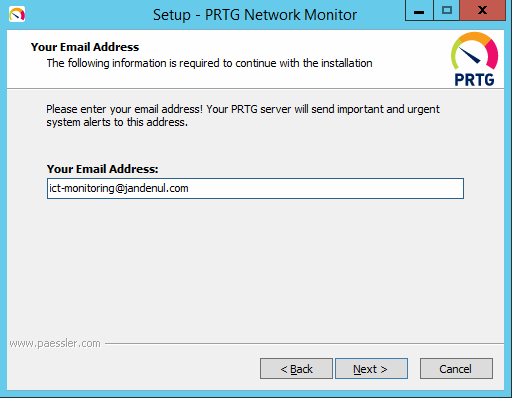 Setup - PRTG Network Monitor
Your Email Address
The following information is required to continue with the installation
PRTG
Please enter your email address! Your PRTG server will send important and urgent
system alerts to this address.
Your Email Address:
ict-monitoring@jandenul.com
www.paessler.com
< Back
Next >
Cancel